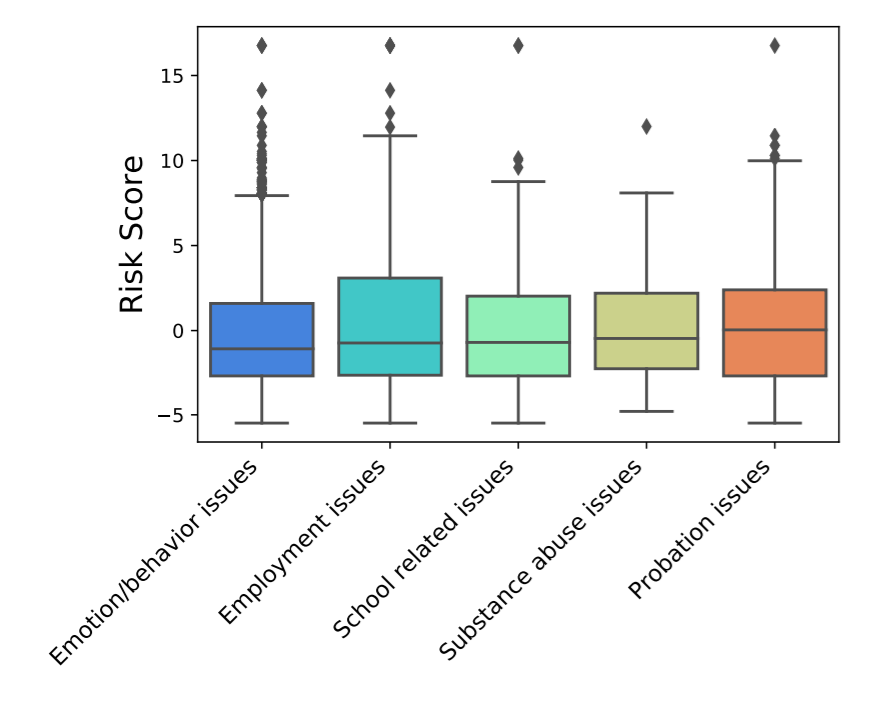 Risk Score
15
10
5
0
−5
Emotion/behavior issues
Employment issues
School related issues
Substance abuse issues
Probation issues